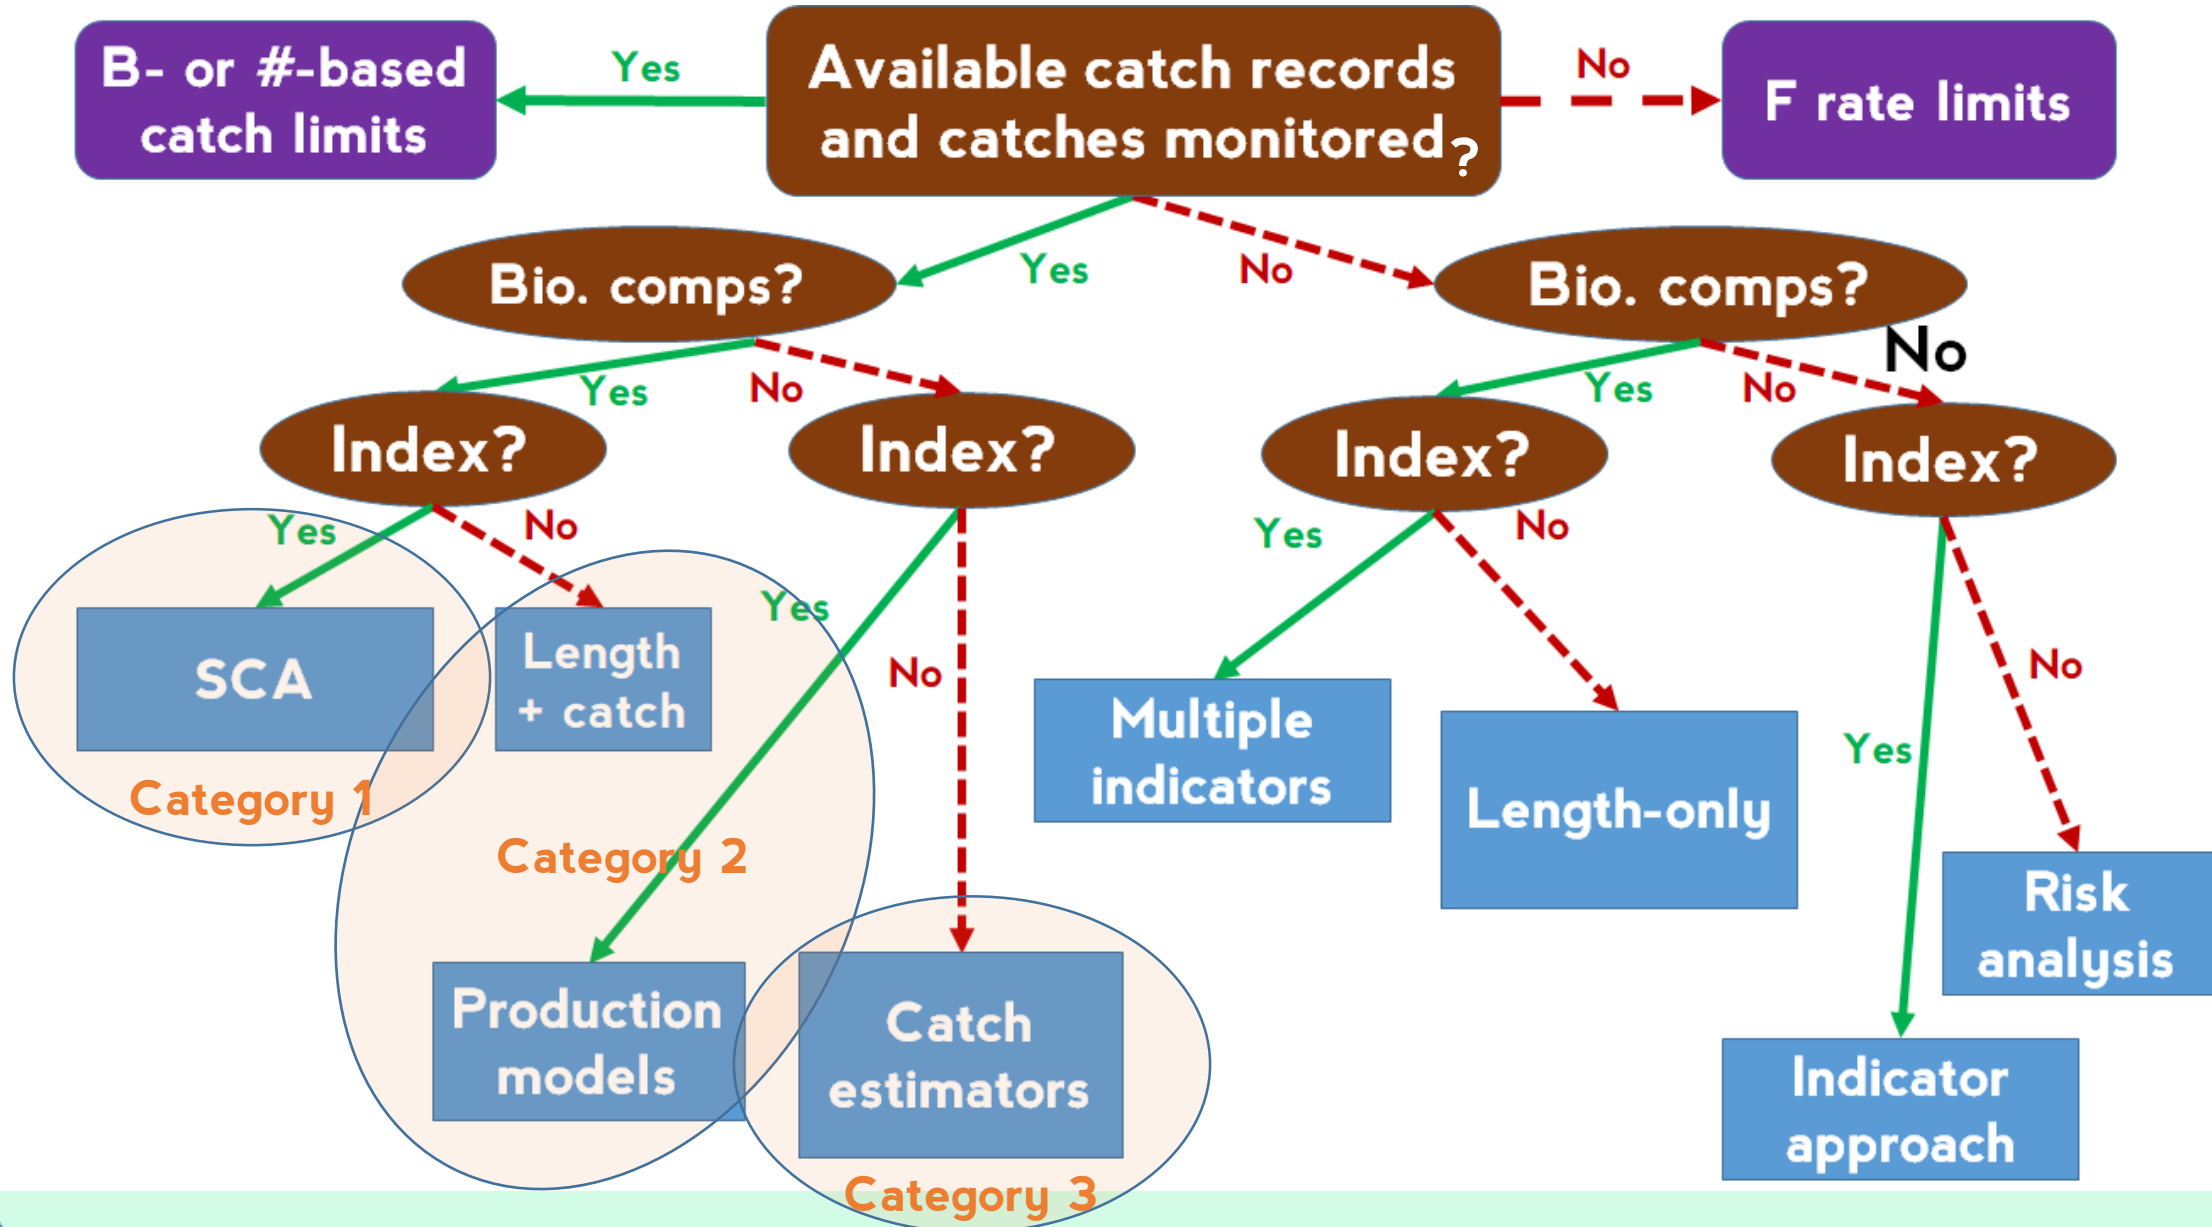 B- or #-based
catch limits
Yes
Available catch records
and catches monitored?
No
F rate limits
Bio. comps?
Yes
No
Bio. comps?
No
Yes
No
Yes
No
Index?
Index?
Index?
Index?
Yes
No
Yes
No
Yes
No
Yes
No
SCA
Length
+ catch
Category 1
Category 2
Multiple
indicators
Length-only
Risk
analysis
Production
models
Catch
estimators
Indicator
approach
Category 3